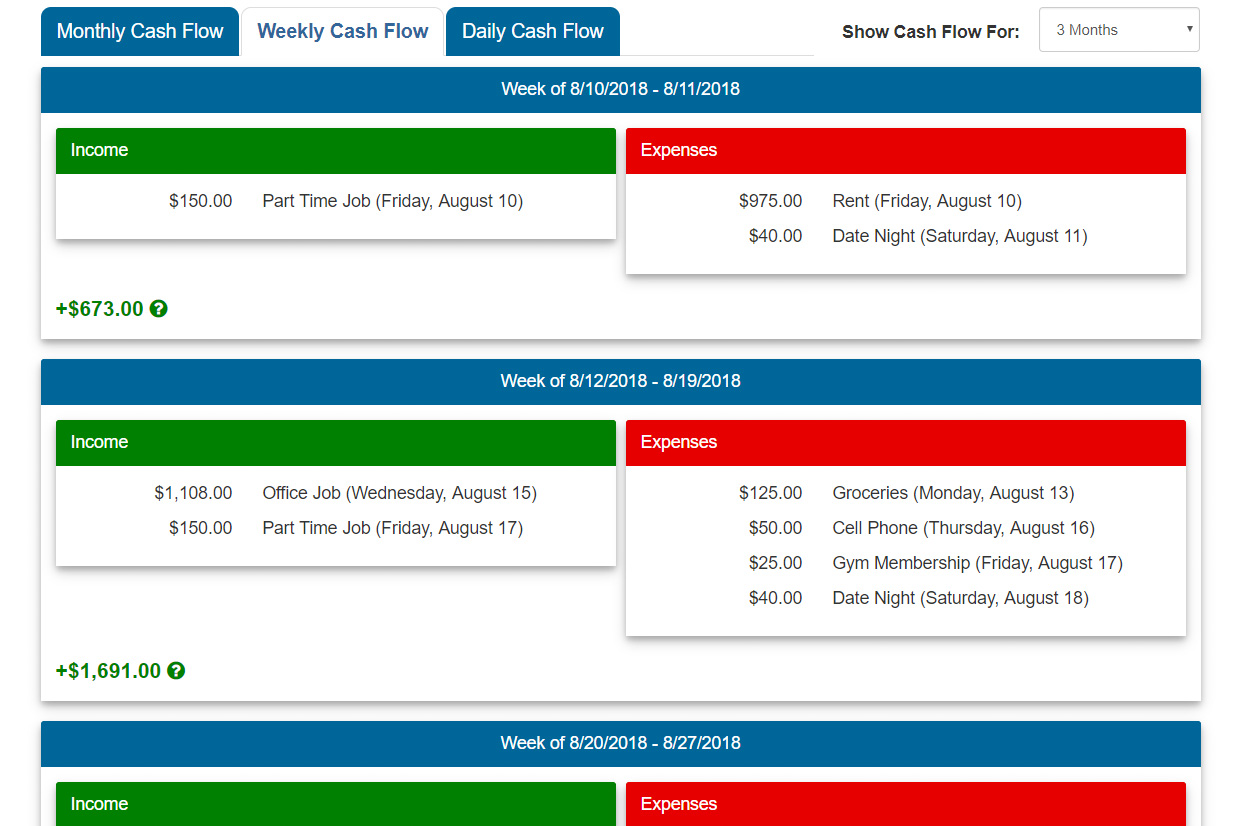 Monthly Cash Flow Weekly Cash Flow Daily Cash Flow Show Cash Flow For: 3 Months
Week of 8/10/2018 - 8/11/2018
Income
$150.00 Part Time Job (Friday, August 10)
Expenses
$975.00 Rent (Friday, August 10)
$40.00 Date Night (Saturday, August 11)
+$673.00 ?
Week of 8/12/2018 - 8/19/2018
Income
$1,108.00 Office Job (Wednesday, August 15)
$150.00 Part Time Job (Friday, August 17)
Expenses
$125.00 Groceries (Monday, August 13)
$50.00 Cell Phone (Thursday, August 16)
$25.00 Gym Membership (Friday, August 17)
$40.00 Date Night (Saturday, August 18)
+$1,691.00 ?
Week of 8/20/2018 - 8/27/2018
Income
Expenses